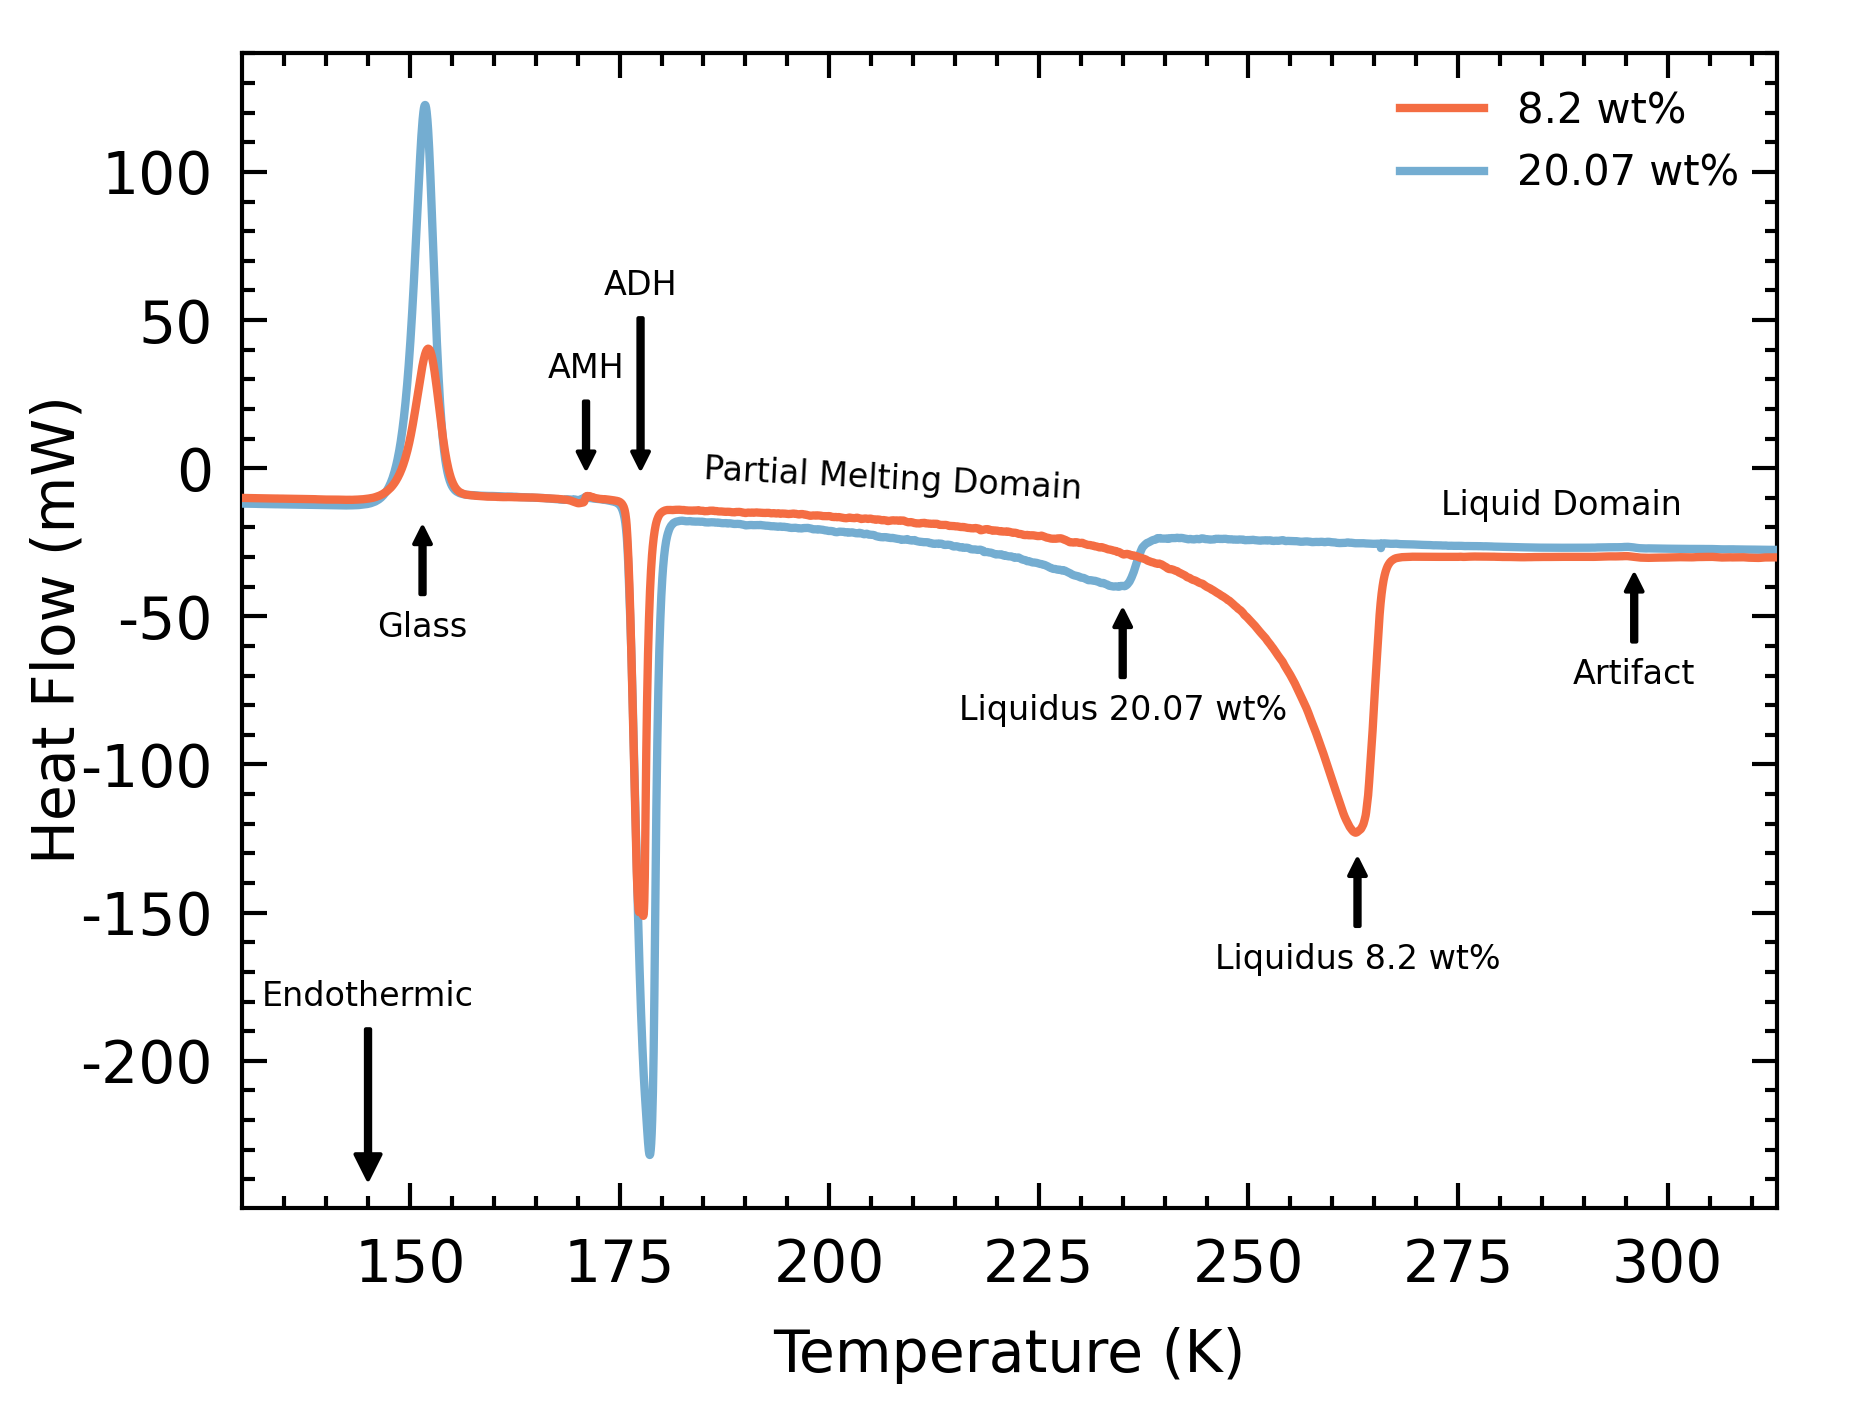 8.2 wt%
20.07 wt%
100
50
0
-50
-100
-150
-200
Heat Flow (mW)
ADH
AMH
Partial Melting Domain
Liquid Domain
Glass
Artifact
Liquidus 20.07 wt%
Liquidus 8.2 wt%
Endothermic
150 175 200 225 250 275 300
Temperature (K)